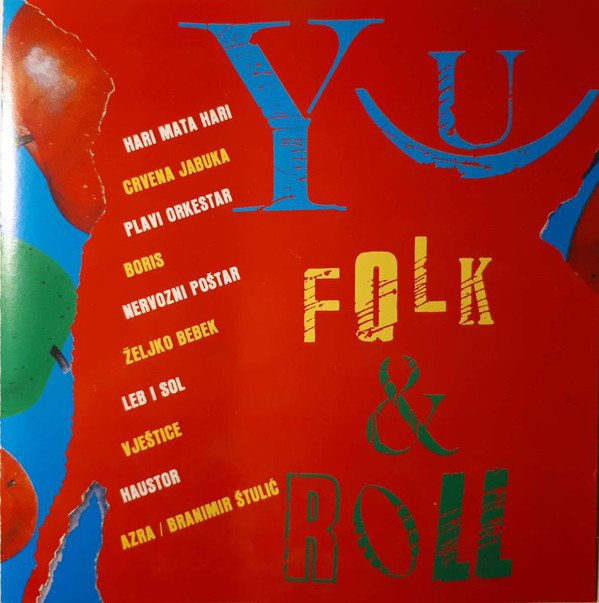 YU
FOLK
&
ROLL
HARI MATA HARI
CRVENA JABUKA
PLAVI ORKESTAR
BORIS
NERVOZNI POŠTAR
ŽELJKO BEBEK
LEB I SOL
VJEŠTICE
HAUSTOR
AZRA / BRANIMIR ŠTULIĆ